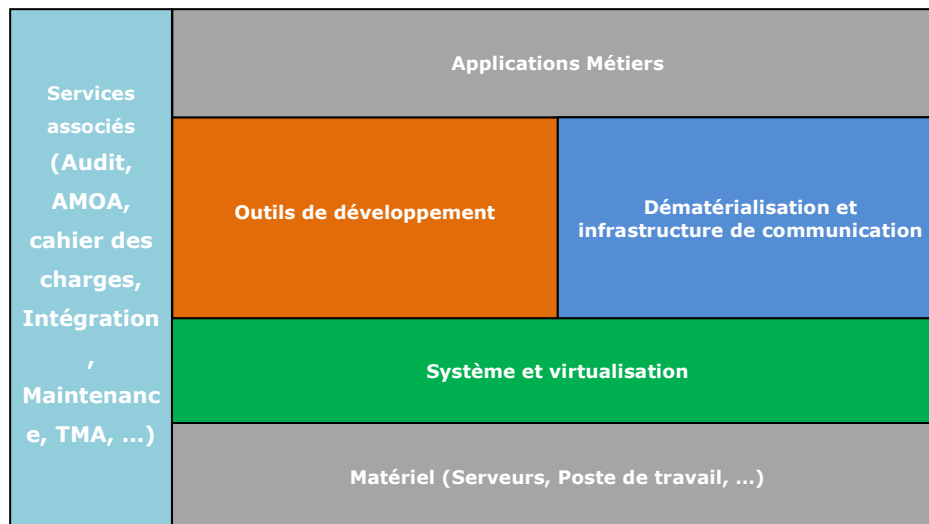 Services
associés
(Audit,
AMOA,
cahier des
charges,
Intégration
,
Maintenanc
e, TMA, ...)
Applications Métiers
Outils de développement
Dématérialisation et
infrastructure de communication
Système et virtualisation
Matériel (Serveurs, Poste de travail, ...)